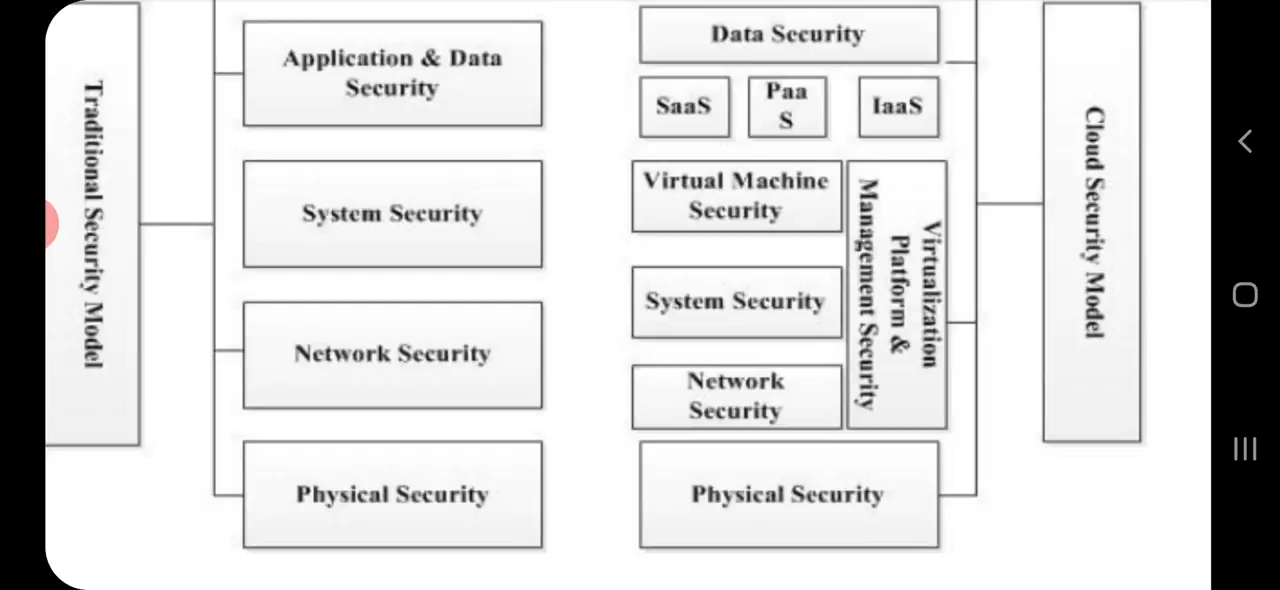 Traditional Security Model
Application & Data
Security
System Security
Network Security
Physical Security
Data Security
SaaS
Paa
S
IaaS
Virtual Machine
Security
System Security
Network
Security
Virtualization
Platform &
Management Security
Physical Security
Cloud Security Model